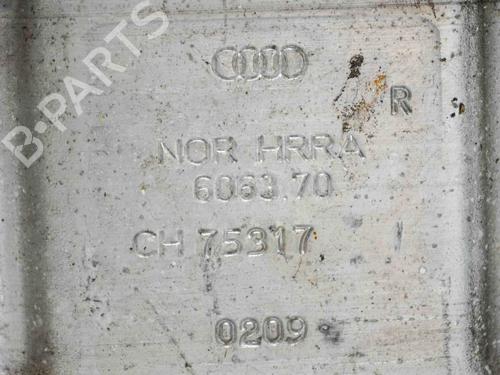 B-PARTS
R
NOR HRRA
6063.70
CH 75317
0209